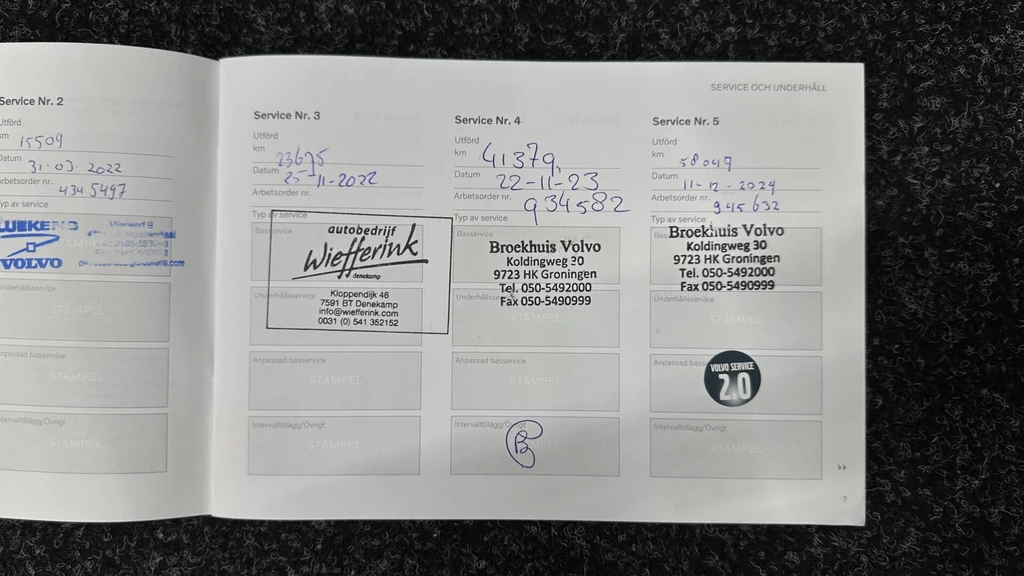 SERVICE OCH UNDERHÅLL
Service Nr. 2
Utförd
km 15509
Datum 31-03-2022
Arbetsorder nr. 4345497
Typ av service
LUEKENS
VOLVO
Underhållsservice
STÄMPEL
Anpassad basservice
STÄMPEL
Intervalltillägg/Övrigt
STÄMPEL
Service Nr. 3
Utförd
km 23675
Datum 25-11-2022
Arbetsorder nr.
Typ av service
Basservice
autobedrijf
Wiefferink
denekamp
Kloppendijk 46
7591 BT Denekamp
info@wiefferink.com
0031 (0) 541 352152
Underhållsservice
Anpassad basservice
STÄMPEL
Intervalltillägg/Övrigt
STÄMPEL
Service Nr. 4
Utförd
km 41379
Datum 22-11-23
Arbetsorder nr. 934582
Typ av service
Basservice
Broekhuis Volvo
Koldingweg 30
9723 HK Groningen
Tel. 050-5492000
Fax 050-5490999
Underhållsservice
STÄMPEL
Anpassad basservice
STÄMPEL
Intervalltillägg/Övrigt
STÄMPEL
B
Service Nr. 5
Utförd
km 58049
Datum 11-12-2024
Arbetsorder nr. 945632
Typ av service
Broekhuis Volvo
Koldingweg 30
9723 HK Groningen
Tel. 050-5492000
Fax 050-5490999
Underhållsservice
STÄMPEL
Anpassad basservice
VOLVO SERVICE
2.0
Intervalltillägg/Övrigt
STÄMPEL
7